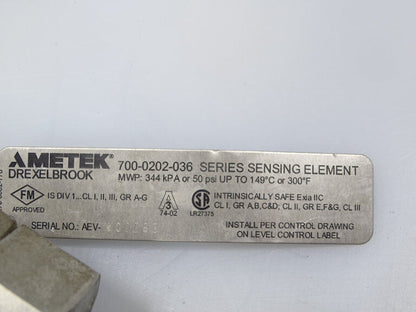 AMETEK®
DREXELBROOK
700-0202-036 SERIES SENSING ELEMENT
MWP: 344 kPA or 50 psi UP TO 149°C or 300°F
FM
APPROVED
IS DIV 1...CL I, II, III, GR A-G
A
3
74-02
LR27375
INTRINSICALLY SAFE Exia IIC
CL I, GR A,B,C&D, CL II, GR E,F&G, CL III
SERIAL NO.: AEV-
INSTALL PER CONTROL DRAWING
ON LEVEL CONTROL LABEL